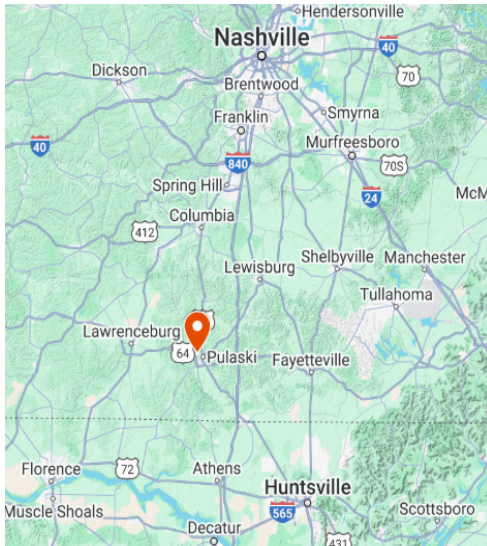 Hendersonville
Nashville
40
Dickson
70
Brentwood
Smyrna
Franklin
Murfreesboro
40
840
70S
Spring Hill
24
McM
Columbia
412
Shelbyville
Manchester
Lewisburg
Tullahoma
Lawrenceburg
64
Pulaski
Fayetteville
Florence
72
Athens
Huntsville
Muscle Shoals
565
Scottsboro
Decatur
431